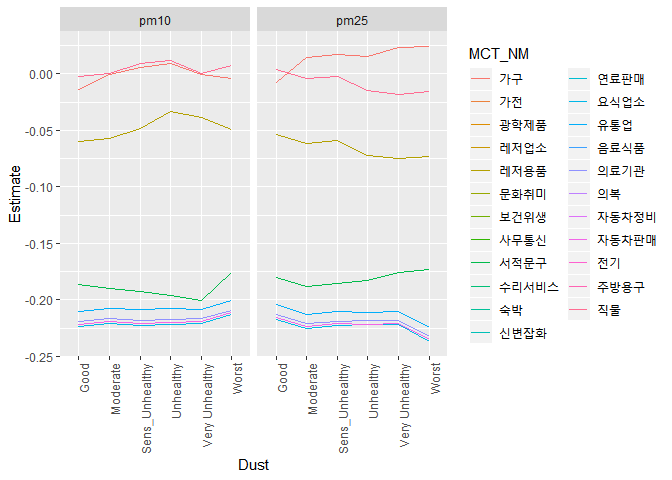 pm10
pm25
0.00
-0.05
-0.10
-0.15
-0.20
-0.25
Estimate
Good
Moderate
Sens_Unhealthy
Unhealthy
Very Unhealthy
Worst
Good
Moderate
Sens_Unhealthy
Unhealthy
Very Unhealthy
Worst
Dust
MCT_NM
가구
가전
광학제품
레저업소
레저용품
문화취미
보건위생
사무통신
서적문구
수리서비스
숙박
신변잡화
연료판매
요식업소
유통업
음료식품
의료기관
의복
자동차정비
자동차판매
전기
주방용구
직물